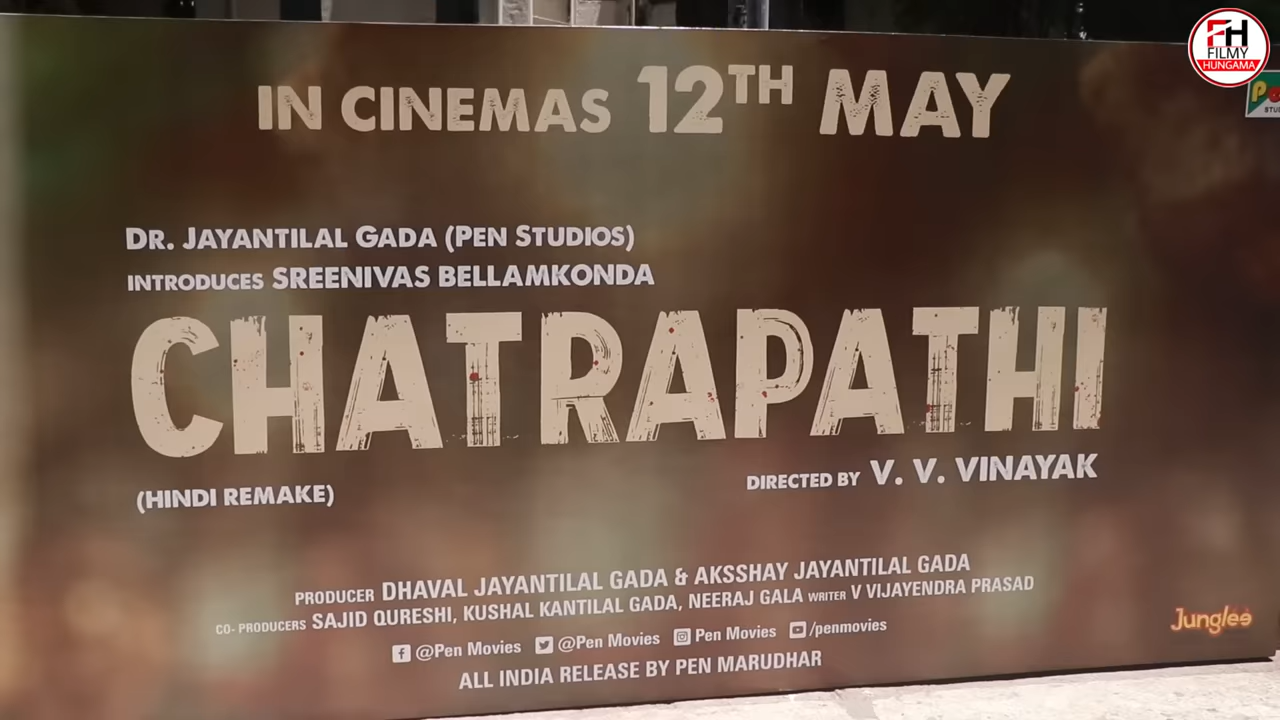 FH
FILMY
HUNGAMA
IN CINEMAS 12TH MAY
DR. JAYANTILAL GADA (PEN STUDIOS)
INTRODUCES SREENIVAS BELLAMKONDA
CHATRAPATHI
(HINDI REMAKE)
DIRECTED BY V. V. VINAYAK
PRODUCER DHAVAL JAYANTILAL GADA & AKSSHAY JAYANTILAL GADA
CO- PRODUCERS SAJID QURESHI, KUSHAL KANTILAL GADA, NEERAJ GALA WRITER V VIJAYENDRA PRASAD
@Pen Movies @Pen Movies Pen Movies /penmovies
ALL INDIA RELEASE BY PEN MARUDHAR
Junglee